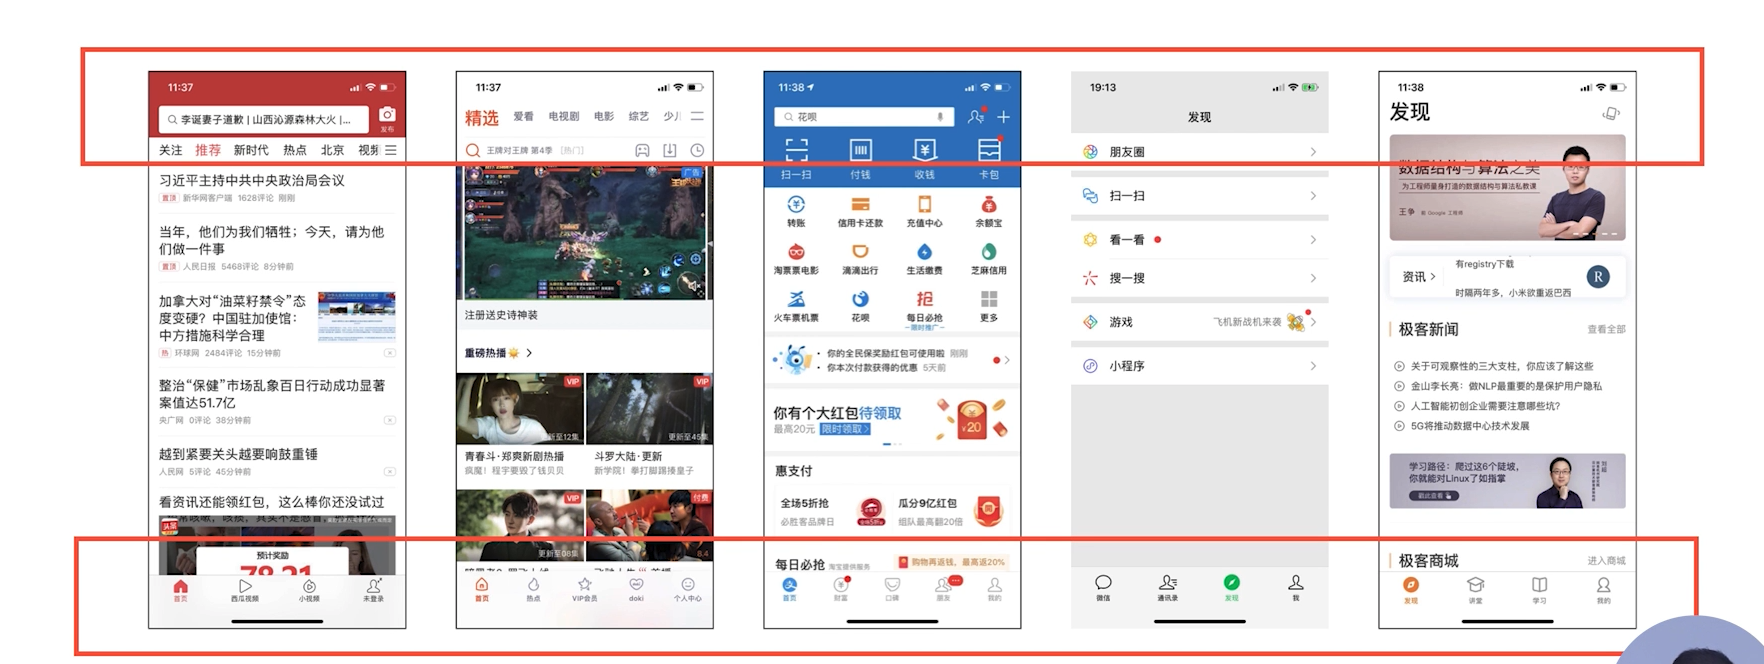 11:37
李诞妻子道歉 | 山西沁源森林大火 |...
发布
关注 推荐 新时代 热点 北京 视频
习近平主持中共中央政治局会议
置顶 新华网客户端 1628评论 刚刚
当年，他们为我们牺牲；今天，请为他
们做一件事
置顶 人民日报 5468评论 8分钟前
加拿大对“油菜籽禁令”态
度变硬？中国驻加使馆：
中方措施科学合理
热 环球网 2484评论 15分钟前
整治“保健”市场乱象百日行动成功显著
案值达51.7亿
央广网 0评论 38分钟前
越到紧要关头越要响鼓重锤
人民网 5评论 45分钟前
看资讯还能领红包，这么棒你还没试过
预计奖励
78.21
首页 西瓜视频 小视频 未登录
11:37
精选 爱看 电视剧 电影 综艺 少儿
王牌对王牌 第4季 [热门]
广告
注册送史诗神装
重磅热播
VIP
更新至12集
VIP
更新至45集
青春斗·郑爽新剧热播
疯魔！程宇要毁了钱贝贝
斗罗大陆·更新
新学院！拳打脚踢揍皇子
VIP
更新至08集
付费
8.4
首页 热点 VIP会员 doki 个人中心
11:38
花呗
扫一扫 付钱 收钱 卡包
转账 信用卡还款 充值中心 余额宝
淘票票电影 滴滴出行 生活缴费 芝麻信用
火车票机票 花呗 每日必抢 更多
抢
限时推广
你的全民保奖励红包可使用啦 刚刚
你本次付款获得的优惠 5天前
你有个大红包待领取
最高20元 限时领取>
¥20
惠支付
全场5折抢
必胜客品牌日
瓜分9亿红包
组队最高翻20倍
每日必抢 淘宝提供服务
购物再返钱，最高返20%
首页 财富 口碑 朋友 我的
19:13
发现
朋友圈
扫一扫
看一看
搜一搜
游戏 飞机新战机来袭
小程序
微信 通讯录 发现 我
11:38
发现
数据结构与算法之美
为工程师量身打造的数据结构与算法私教课
王争 前 Google 工程师
资讯 >
有registry下载
时隔两年多，小米欲重返巴西
R
极客新闻 查看全部
关于可观察性的三大支柱，你应该了解这些
金山李长亮：做NLP最重要的是保护用户隐私
人工智能初创企业需要注意哪些坑?
5G将推动数据中心技术发展
学习路径：爬过这6个陡坡，
你就能对Linux了如指掌
戳此查看
极客商城 进入商城
发现 讲堂 学习 我的